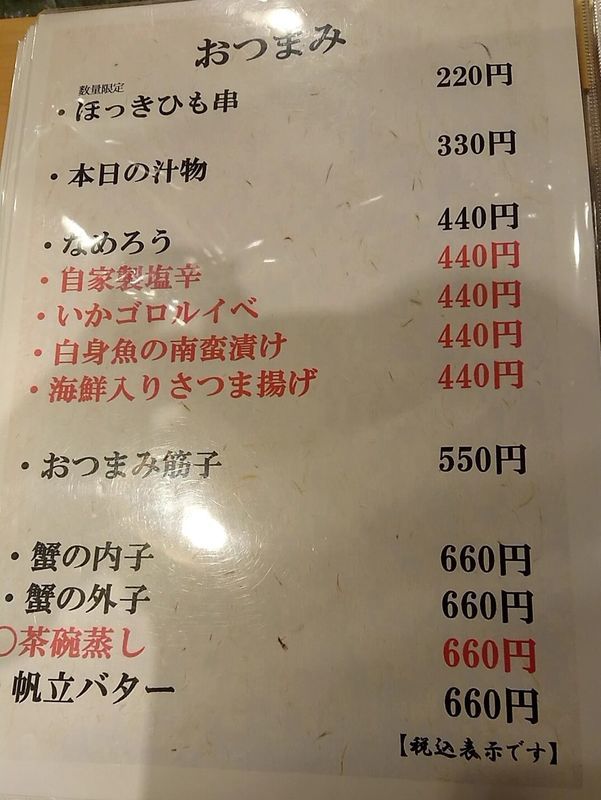 おつまみ
数量限定
・ほっきひも串 220円
・本日の汁物 330円
・なめろう 440円
・自家製塩辛 440円
・いかゴロルイベ 440円
・白身魚の南蛮漬け 440円
・海鮮入りさつま揚げ 440円
・おつまみ筋子 550円
・蟹の内子 660円
・蟹の外子 660円
〇茶碗蒸し 660円
・帆立バター 660円
【税込表示です】